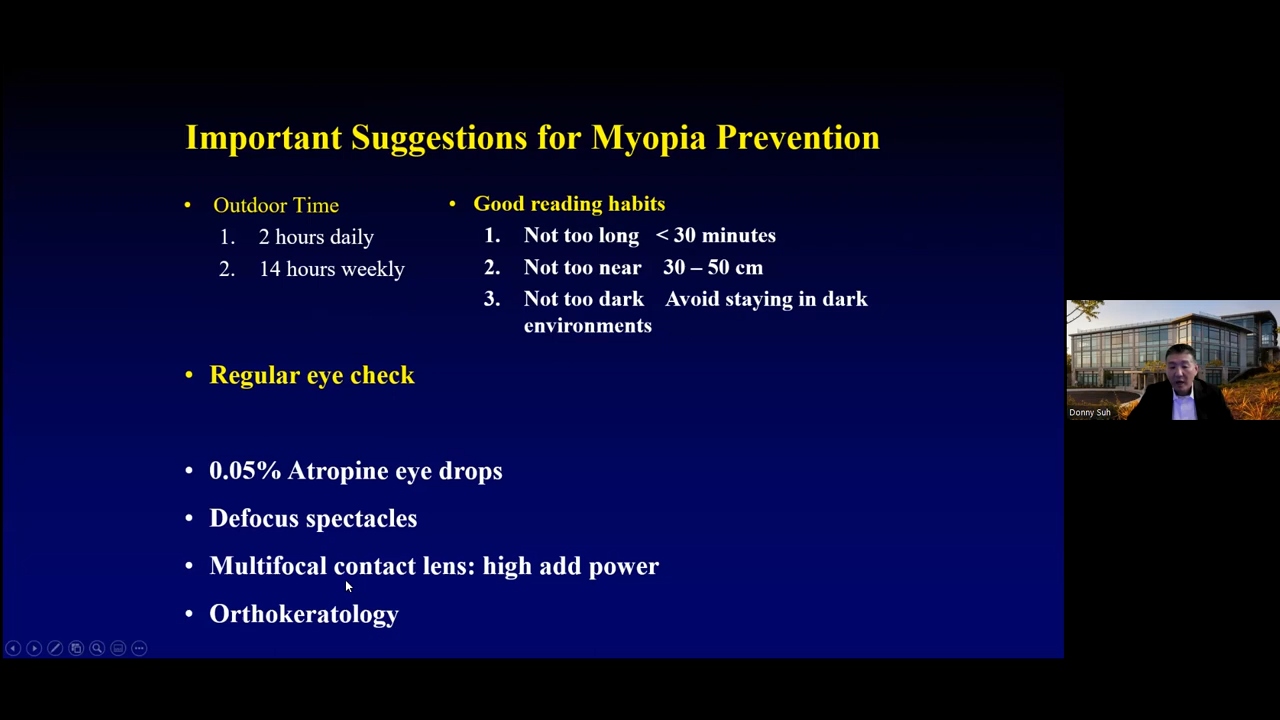 Important Suggestions for Myopia Prevention
• Outdoor Time
1. 2 hours daily
2. 14 hours weekly
• Good reading habits
1. Not too long < 30 minutes
2. Not too near 30 – 50 cm
3. Not too dark Avoid staying in dark
environments
• Regular eye check
• 0.05% Atropine eye drops
• Defocus spectacles
• Multifocal contact lens: high add power
• Orthokeratology
Donny Suh